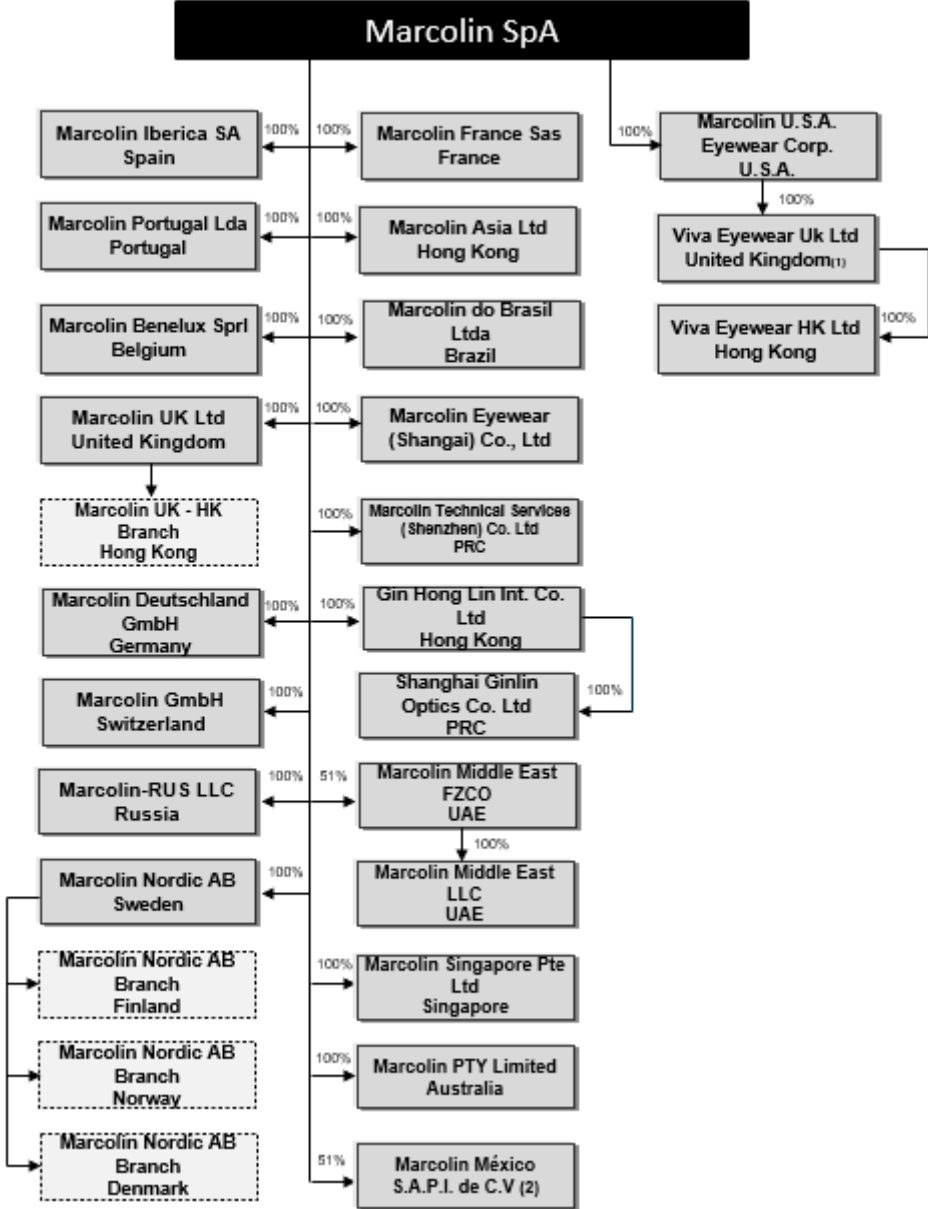 Marcolin SpA
Marcolin Iberica SA
Spain
100%
100%
Marcolin France Sas
France
100%
Marcolin U.S.A.
Eyewear Corp.
U.S.A.
100%
Marcolin Portugal Lda
Portugal
100%
100%
Marcolin Asia Ltd
Hong Kong
Viva Eyewear Uk Ltd
United Kingdom(1)
Marcolin Benelux Sprl
Belgium
100%
100%
Marcolin do Brasil
Ltda
Brazil
Viva Eyewear HK Ltd
Hong Kong
100%
Marcolin UK Ltd
United Kingdom
100%
100%
Marcolin Eyewear
(Shangai) Co., Ltd
Marcolin UK - HK
Branch
Hong Kong
100%
Marcolin Technical Services
(Shenzhen) Co. Ltd
PRC
Marcolin Deutschland
GmbH
Germany
100%
100%
Gin Hong Lin Int. Co.
Ltd
Hong Kong
Marcolin GmbH
Switzerland
100%
Shanghai Ginlin
Optics Co. Ltd
PRC
100%
Marcolin-RUS LLC
Russia
100%
51%
Marcolin Middle East
FZCO
UAE
100%
Marcolin Nordic AB
Sweden
100%
Marcolin Middle East
LLC
UAE
Marcolin Nordic AB
Branch
Finland
100%
Marcolin Singapore Pte
Ltd
Singapore
Marcolin Nordic AB
Branch
Norway
100%
Marcolin PTY Limited
Australia
Marcolin Nordic AB
Branch
Denmark
51%
Marcolin México
S.A.P.I. de C.V (2)